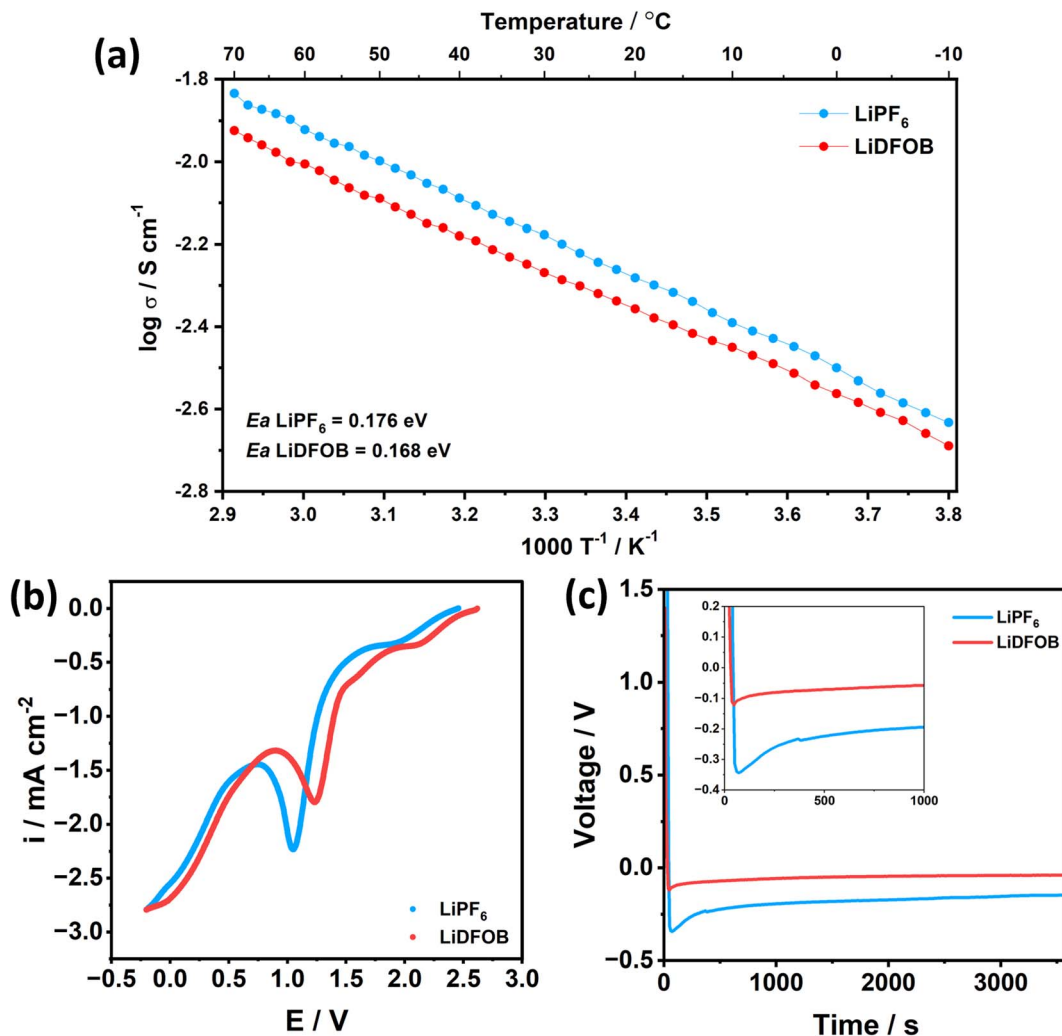 (a)
Temperature / °C
70 60 50 40 30 20 10 0 -10
-1.8
-2.0
-2.2
-2.4
-2.6
-2.8
log σ / S cm⁻¹
LiPF₆
LiDFOB
Ea LiPF₆ = 0.176 eV
Ea LiDFOB = 0.168 eV
2.9 3.0 3.1 3.2 3.3 3.4 3.5 3.6 3.7 3.8
1000 T⁻¹ / K⁻¹
(b)
0.0
−0.5
−1.0
−1.5
−2.0
−2.5
−3.0
i / mA cm⁻²
LiPF₆
LiDFOB
−0.5 0.0 0.5 1.0 1.5 2.0 2.5 3.0
E / V
(c)
1.5
1.0
0.5
0.0
−0.5
Voltage / V
LiPF₆
LiDFOB
0.2
0.1
0.0
−0.1
−0.2
−0.3
−0.4
0 500 1000
0 1000 2000 3000
Time / s